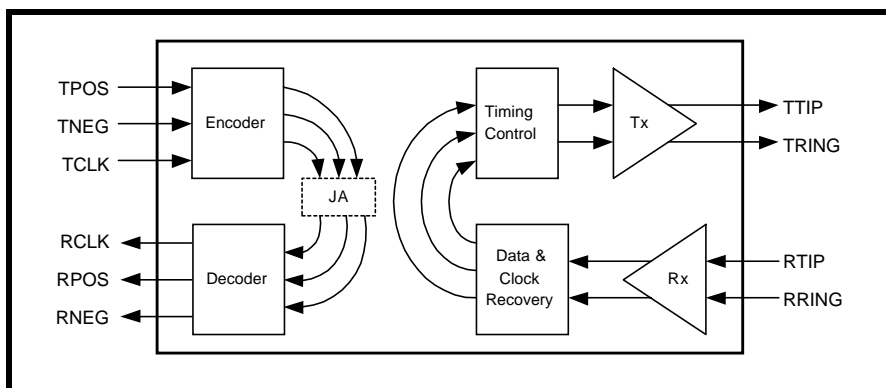 TPOS
TNEG
TCLK
Encoder
JA
RCLK
RPOS
RNEG
Decoder
Timing
Control
Tx
TTIP
TRING
Data &
Clock
Recovery
Rx
RTIP
RRING